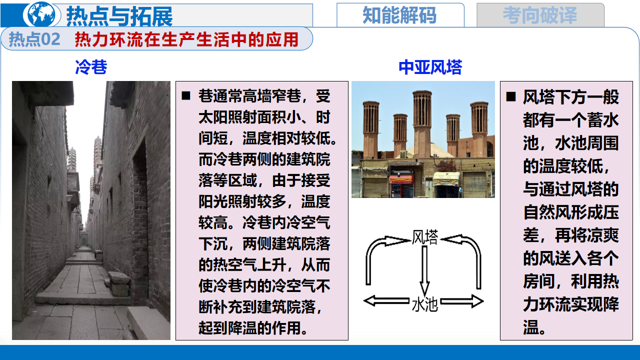 热点与拓展
知能解码
考向破译
热点02 热力环流在生产生活中的应用
冷巷
中亚风塔
■ 巷通常高墙窄巷，受
太阳照射面积小、时
间短，温度相对较低。
而冷巷两侧的建筑院
落等区域，由于接受
阳光照射较多，温度
较高。冷巷内冷空气
下沉，两侧建筑院落
的热空气上升，从而
使冷巷内的冷空气不
断补充到建筑院落，
起到降温的作用。
风塔
水池
■ 风塔下方一般
都有一个蓄水
池，水池周围
的温度较低，
与通过风塔的
自然风形成压
差，再将凉爽
的风送入各个
房间，利用热
力环流实现降
温。